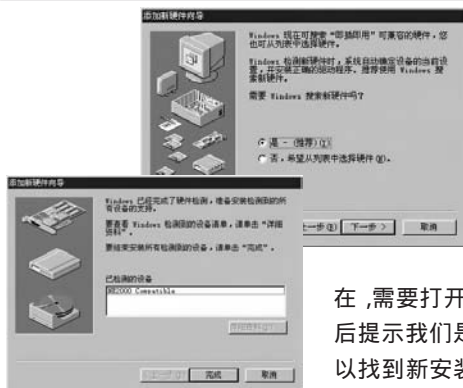 添加新硬件向导
Windows 现在可搜索“即插即用”可兼容的硬件，您
也可从列表中选择硬件。
Windows 检测新硬件时，系统自动确定设备的当前设
置，并安装正确的驱动程序。推荐使用 Windows 搜
索新硬件。
需要 Windows 搜索新硬件吗？
是 - (推荐)(Y)
否，希望从列表中选择硬件(N)。
上一步(B) 下一步 > 取消
添加新硬件向导
Windows 已经完成了硬件检测，准备安装检测到的所
有设备的支持。
要查看 Windows 检测到的设备清单，请单击“详细
资料”。
要结束安装所有检测到的设备，请单击“完成”。
已检测的设备
NE2000 Compatible
详细资料(D)...
上一步(B) 完成 取消
在 ,需要打开
后提示我们是
以找到新安装